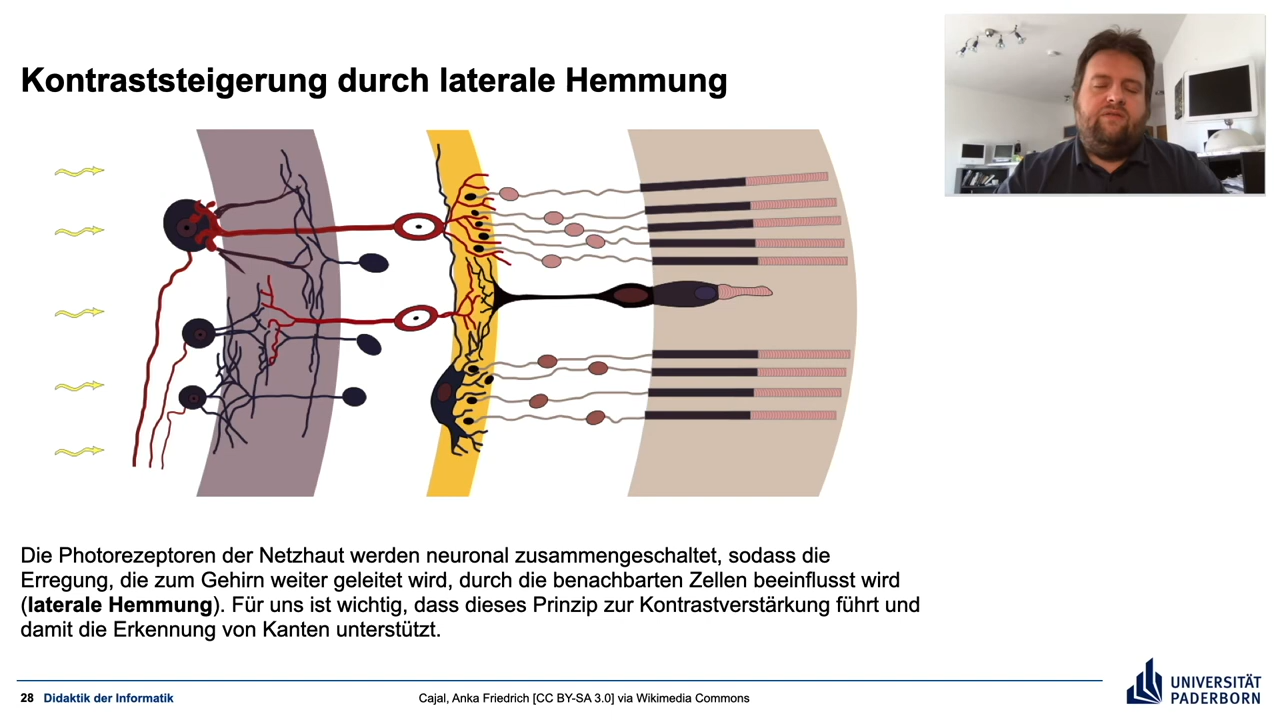 Kontraststeigerung durch laterale Hemmung
Die Photorezeptoren der Netzhaut werden neuronal zusammengeschaltet, sodass die
Erregung, die zum Gehirn weiter geleitet wird, durch die benachbarten Zellen beeinflusst wird
(laterale Hemmung). Für uns ist wichtig, dass dieses Prinzip zur Kontrastverstärkung führt und
damit die Erkennung von Kanten unterstützt.
28 Didaktik der Informatik
Cajal, Anka Friedrich [CC BY-SA 3.0] via Wikimedia Commons
UNIVERSITÄT
PADERBORN